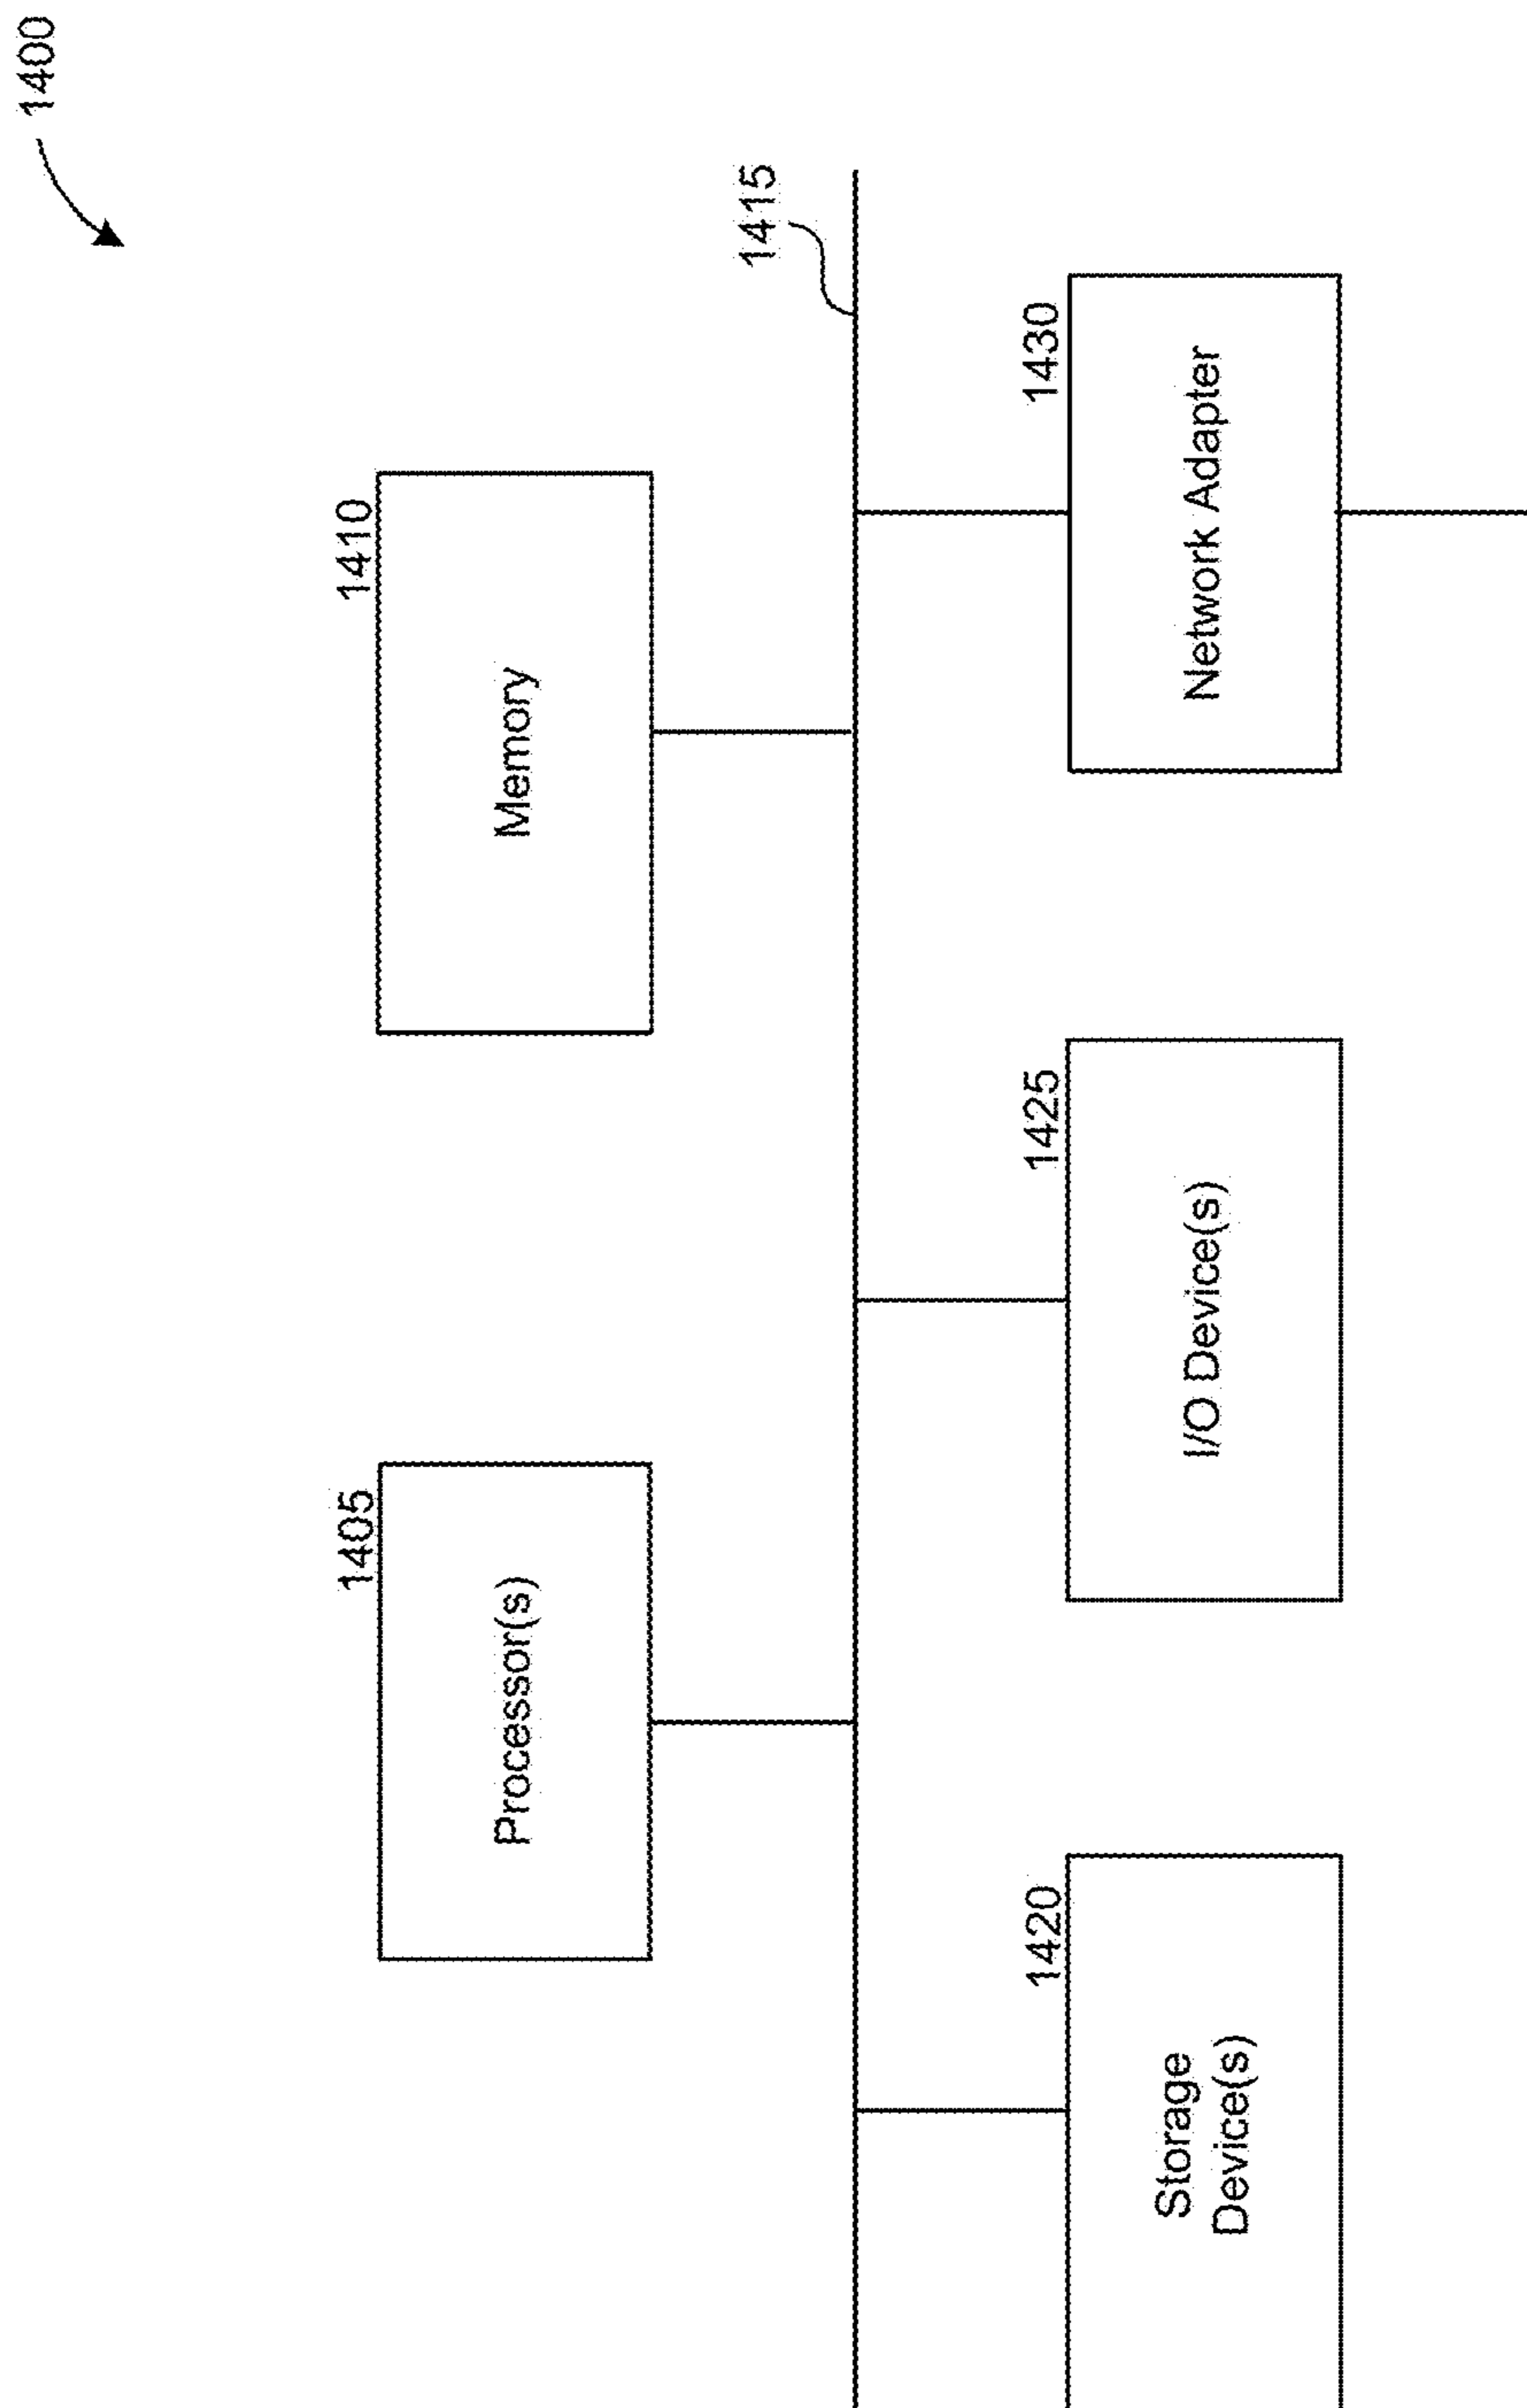 1400
1405
Processor(s)
1410
Memory
1415
1420
Storage
Device(s)
1425
I/O Device(s)
1430
Network Adapter